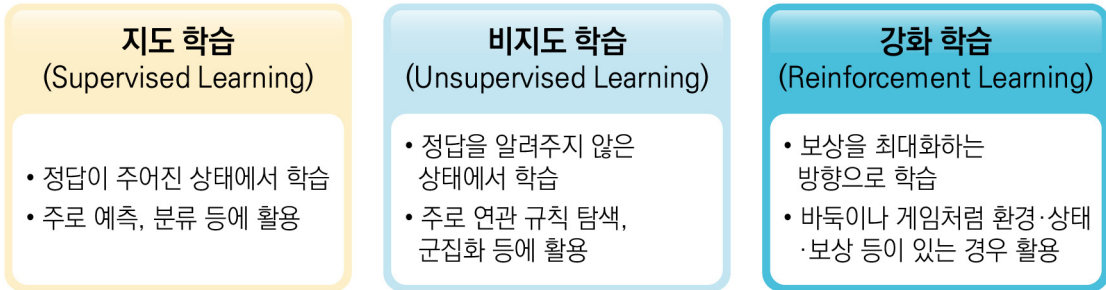 지도 학습
(Supervised Learning)
• 정답이 주어진 상태에서 학습
• 주로 예측, 분류 등에 활용
비지도 학습
(Unsupervised Learning)
• 정답을 알려주지 않은
상태에서 학습
• 주로 연관 규칙 탐색,
군집화 등에 활용
강화 학습
(Reinforcement Learning)
• 보상을 최대화하는
방향으로 학습
• 바둑이나 게임처럼 환경·상태
·보상 등이 있는 경우 활용